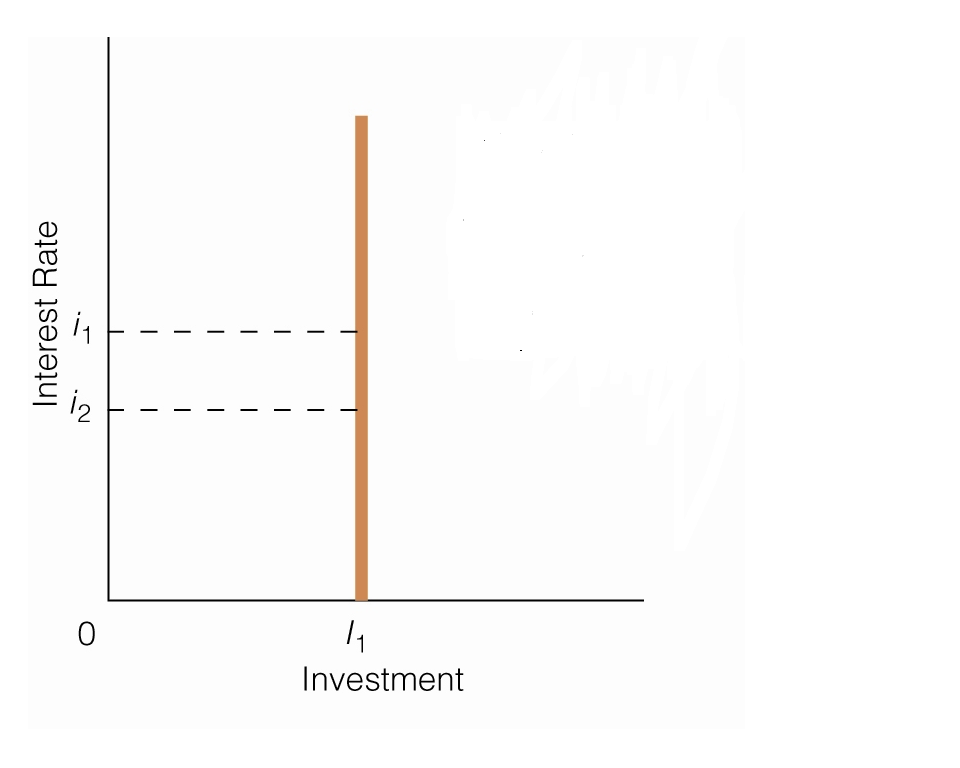 Interest Rate
i1
i2
0
I1
Investment